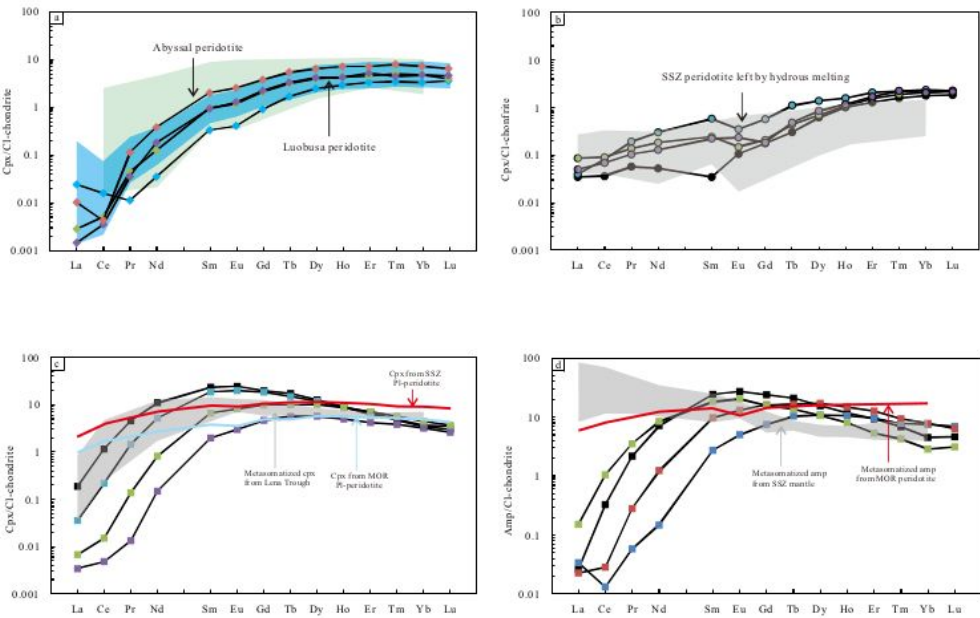 a
100
10
1
0.1
0.01
0.001
Cpx/Cl-chondrite
Abyssal peridotite
Luobusa peridotite
La Ce Pr Nd Sm Eu Gd Tb Dy Ho Er Tm Yb Lu
b
100
10
1
0.1
0.01
0.001
Cpx/Cl-chonfrite
SSZ peridotite left by hydrous melting
La Ce Pr Nd Sm Eu Gd Tb Dy Ho Er Tm Yb Lu
c
100
10
1
0.1
0.01
0.001
Cpx/Cl-chondrite
Cpx from SSZ
Pl-peridotite
Metasomatized cpx
from Lena Trough
Cpx from MOR
Pl-peridotite
La Ce Pr Nd Sm Eu Gd Tb Dy Ho Er Tm Yb Lu
d
100
10
1
0.1
0.01
Amp/Cl-chondrite
Metasomatized amp
from SSZ mantle
Metasomatized amp
from MOR peridotite
La Ce Pr Nd Sm Eu Gd Tb Dy Ho Er Tm Yb Lu